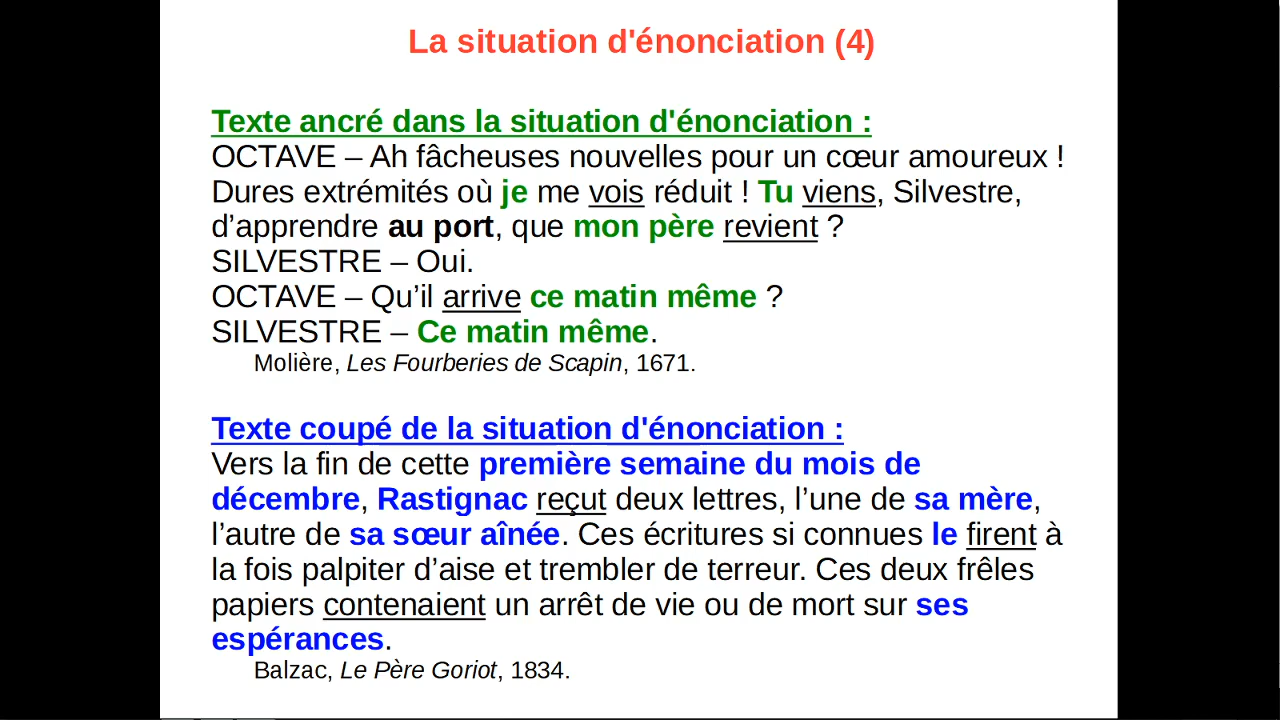 La situation d'énonciation (4)
Texte ancré dans la situation d'énonciation :
OCTAVE – Ah fâcheuses nouvelles pour un cœur amoureux !
Dures extrémités où je me vois réduit ! Tu viens, Silvestre,
d’apprendre au port, que mon père revient ?
SILVESTRE – Oui.
OCTAVE – Qu’il arrive ce matin même ?
SILVESTRE – Ce matin même.
Molière, Les Fourberies de Scapin, 1671.
Texte coupé de la situation d'énonciation :
Vers la fin de cette première semaine du mois de
décembre, Rastignac reçut deux lettres, l’une de sa mère,
l’autre de sa sœur aînée. Ces écritures si connues le firent à
la fois palpiter d’aise et trembler de terreur. Ces deux frêles
papiers contenaient un arrêt de vie ou de mort sur ses
espérances.
Balzac, Le Père Goriot, 1834.